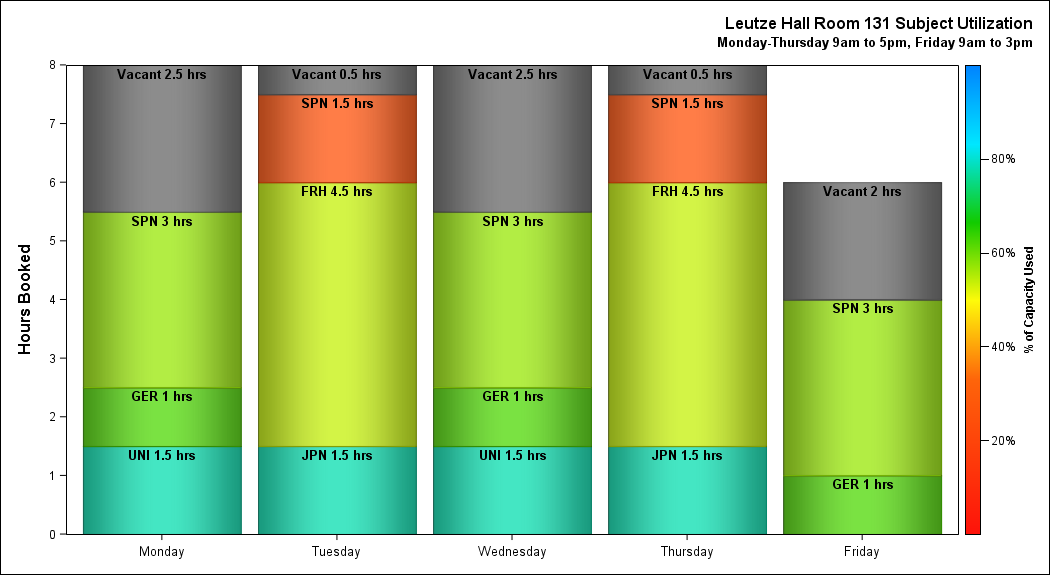 Leutze Hall Room 131 Subject Utilization
Monday-Thursday 9am to 5pm, Friday 9am to 3pm
Hours Booked
8
7
6
5
4
3
2
1
0
Vacant 2.5 hrs
SPN 3 hrs
GER 1 hrs
UNI 1.5 hrs
Monday
Vacant 0.5 hrs
SPN 1.5 hrs
FRH 4.5 hrs
JPN 1.5 hrs
Tuesday
Vacant 2.5 hrs
SPN 3 hrs
GER 1 hrs
UNI 1.5 hrs
Wednesday
Vacant 0.5 hrs
SPN 1.5 hrs
FRH 4.5 hrs
JPN 1.5 hrs
Thursday
Vacant 2 hrs
SPN 3 hrs
GER 1 hrs
Friday
80%
60%
40%
20%
% of Capacity Used